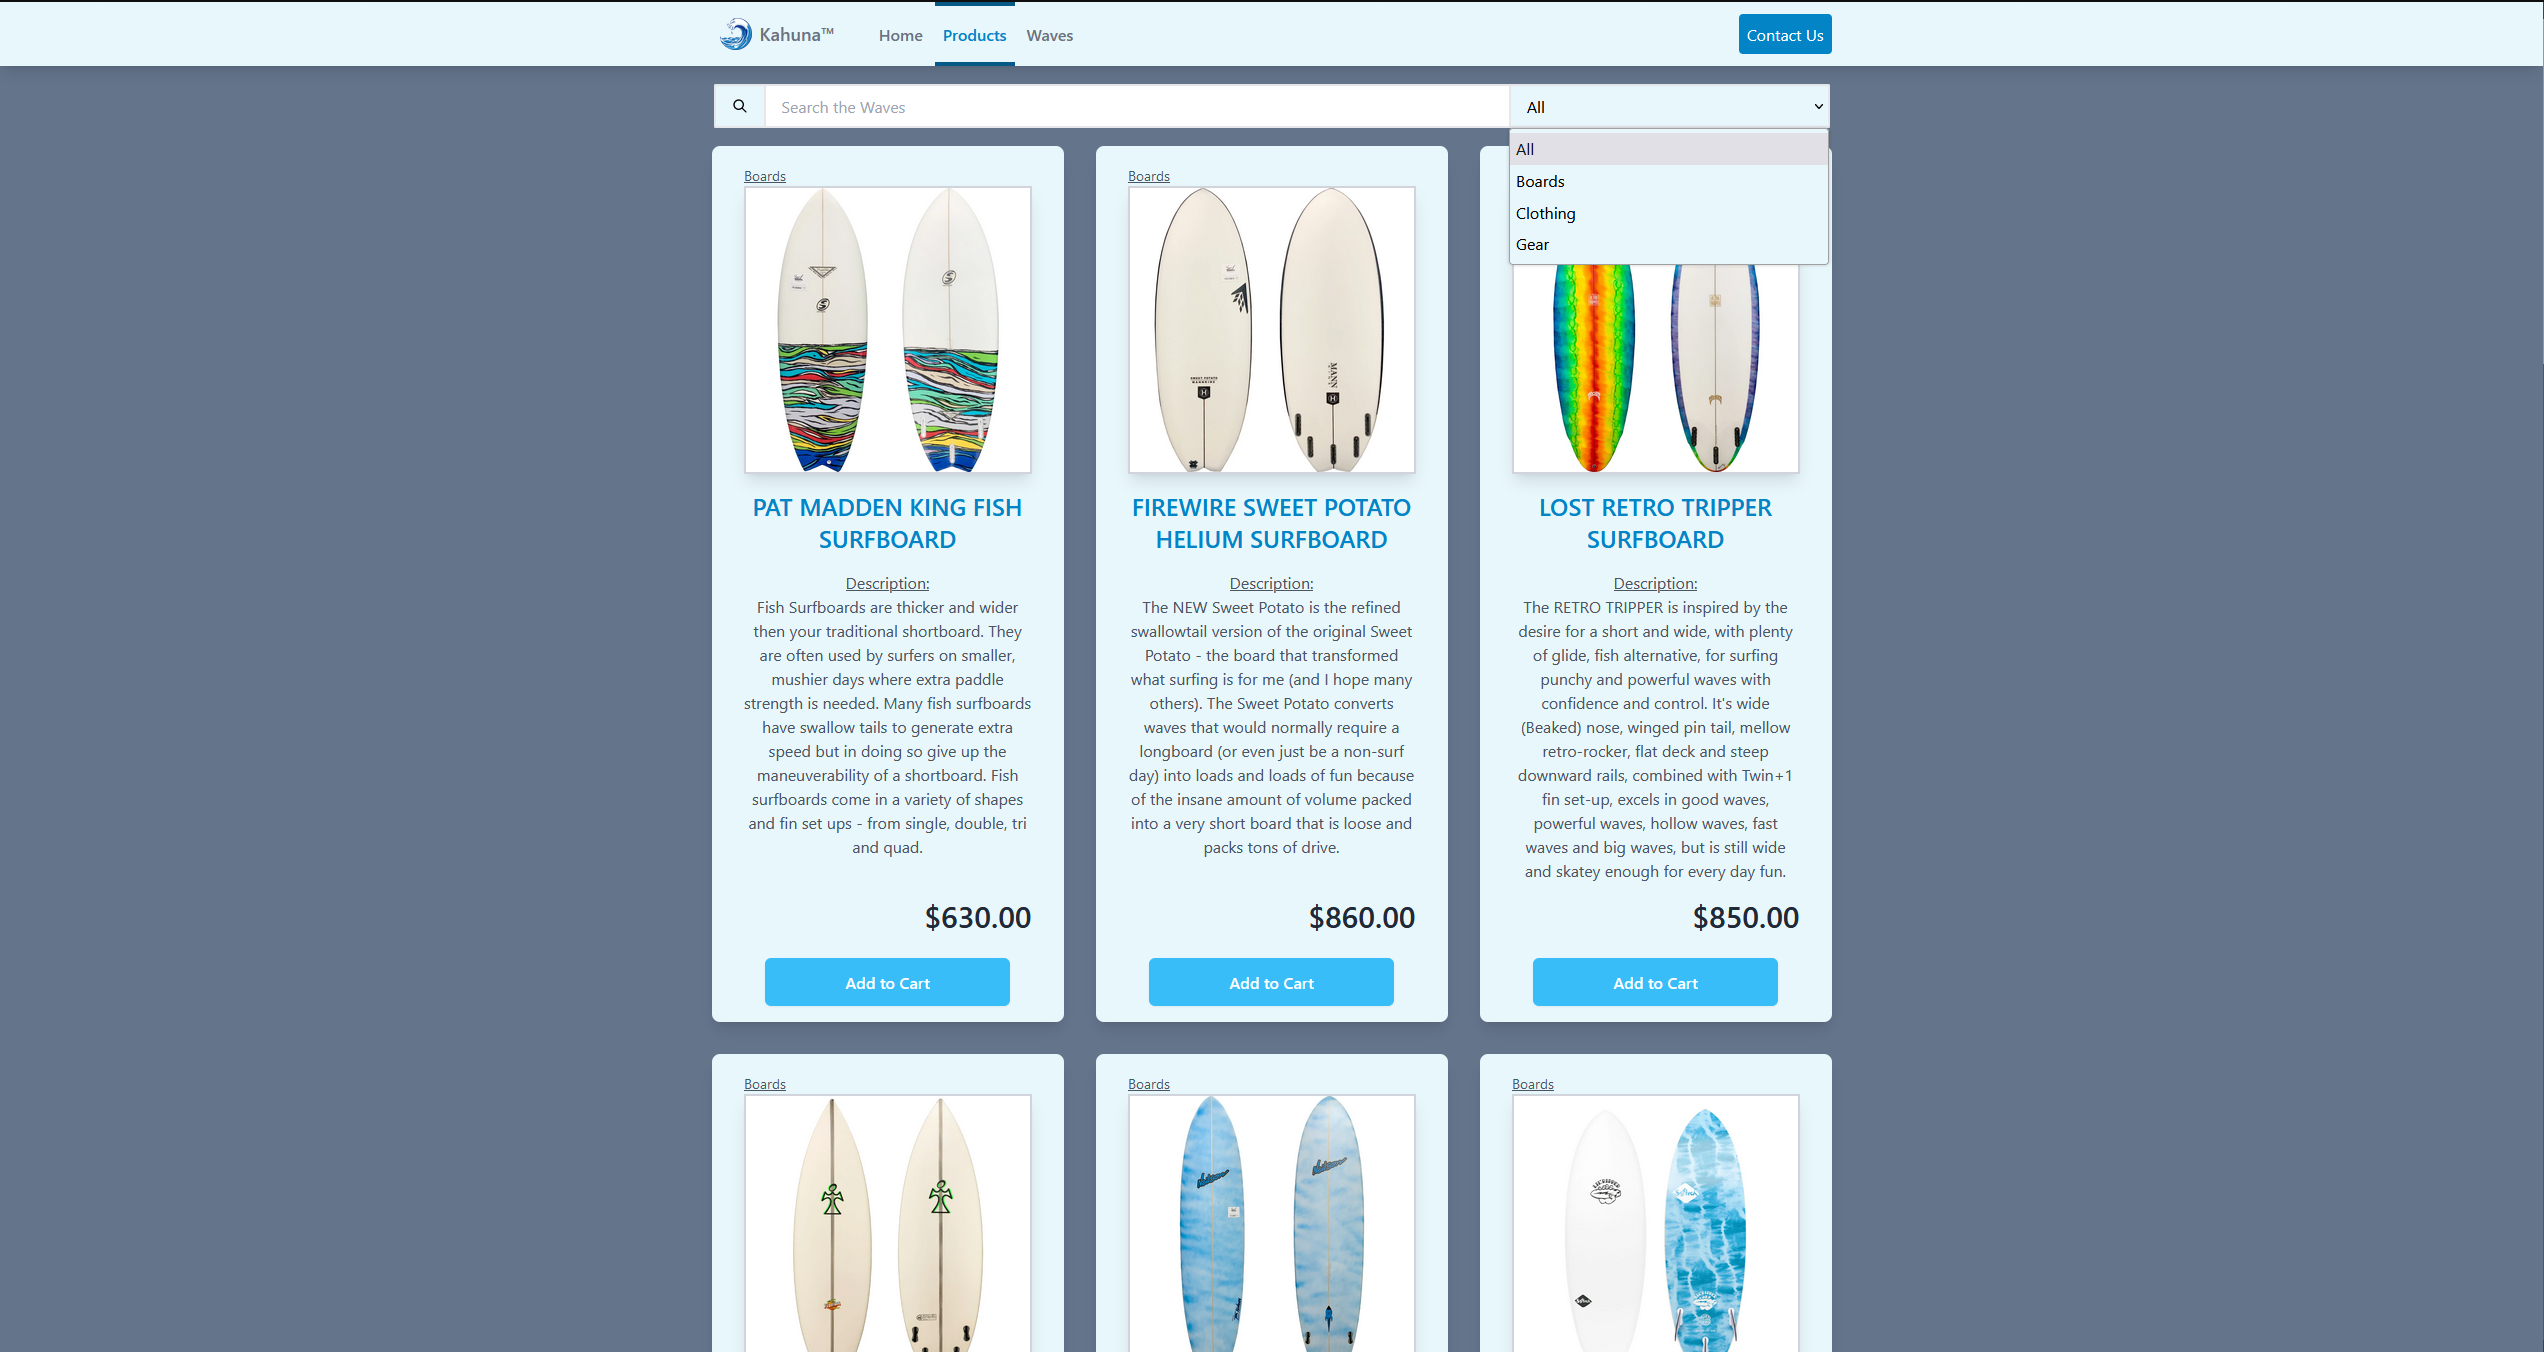 Kahuna™
Home
Products
Waves
Contact Us
Search the Waves
All
All
Boards
Clothing
Gear
Boards
PAT MADDEN KING FISH
SURFBOARD
Description:
Fish Surfboards are thicker and wider
then your traditional shortboard. They
are often used by surfers on smaller,
mushier days where extra paddle
strength is needed. Many fish surfboards
have swallow tails to generate extra
speed but in doing so give up the
maneuverability of a shortboard. Fish
surfboards come in a variety of shapes
and fin set ups - from single, double, tri
and quad.
$630.00
Add to Cart
Boards
SWEET POTATO
MANN
FIREWIRE SWEET POTATO
HELIUM SURFBOARD
Description:
The NEW Sweet Potato is the refined
swallowtail version of the original Sweet
Potato - the board that transformed
what surfing is for me (and I hope many
others). The Sweet Potato converts
waves that would normally require a
longboard (or even just be a non-surf
day) into loads and loads of fun because
of the insane amount of volume packed
into a very short board that is loose and
packs tons of drive.
$860.00
Add to Cart
LOST RETRO TRIPPER
SURFBOARD
Description:
The RETRO TRIPPER is inspired by the
desire for a short and wide, with plenty
of glide, fish alternative, for surfing
punchy and powerful waves with
confidence and control. It's wide
(Beaked) nose, winged pin tail, mellow
retro-rocker, flat deck and steep
downward rails, combined with Twin+1
fin set-up, excels in good waves,
powerful waves, hollow waves, fast
waves and big waves, but is still wide
and skatey enough for every day fun.
$850.00
Add to Cart
Boards
Boards
Boards